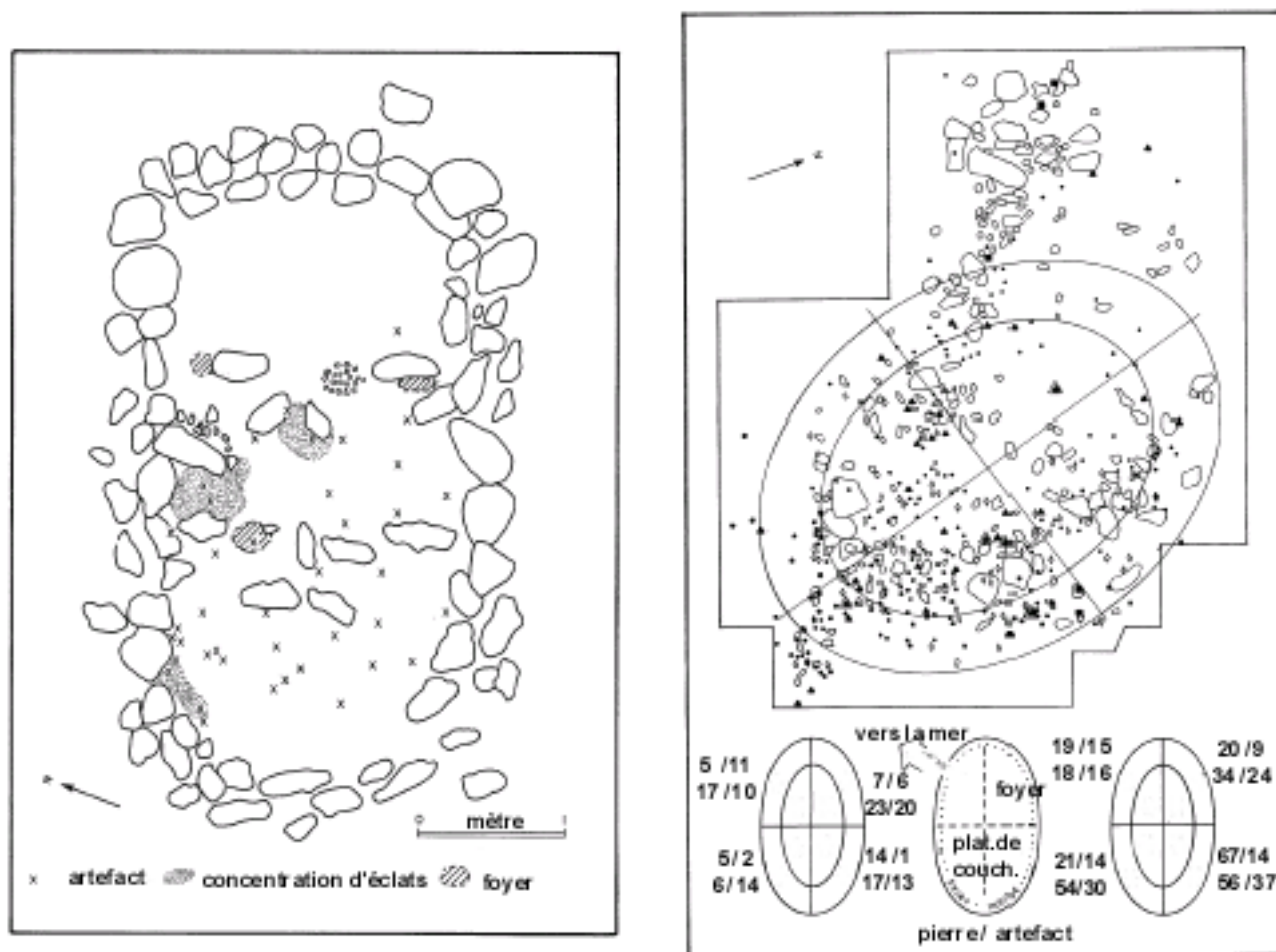 mètre
x artefact concentration d'éclats foyer
vers la mer
5 /11
17 /10
7/ 6
23/20
19 /15
18 /16
20 / 9
34 / 24
foyer
plat.de
couch.
5 / 2
6 / 14
14 / 1
17 / 13
21 / 14
54 / 30
67 / 14
56 / 37
pierre/ artefact